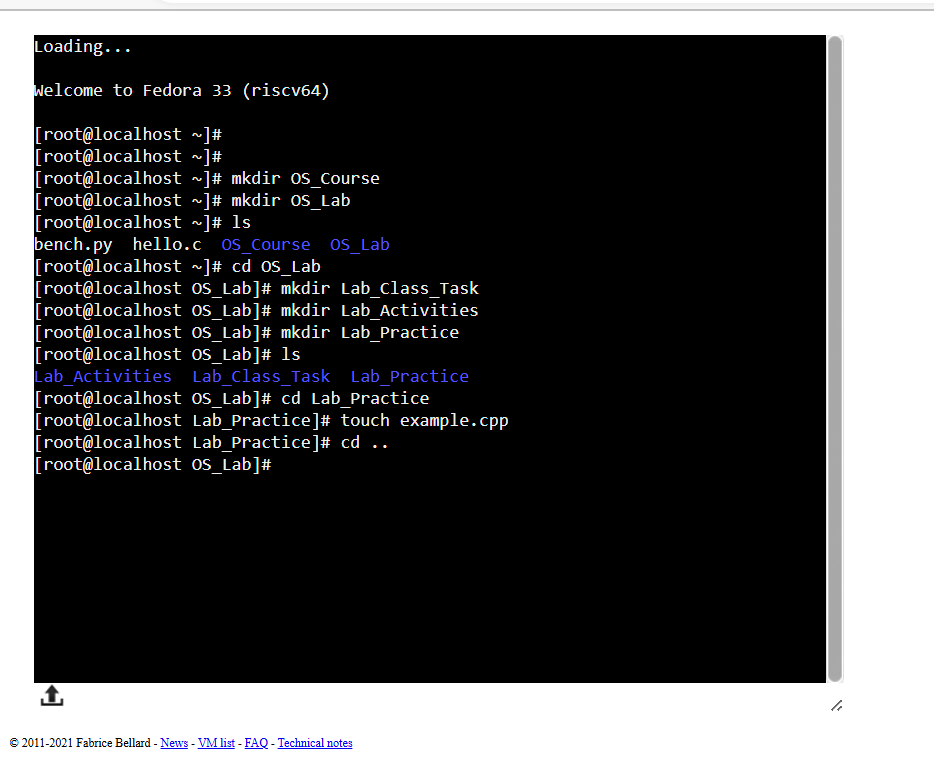 Loading...
Welcome to Fedora 33 (riscv64)
[root@localhost ~]#
[root@localhost ~]#
[root@localhost ~]# mkdir OS_Course
[root@localhost ~]# mkdir OS_Lab
[root@localhost ~]# ls
bench.py  hello.c  OS_Course  OS_Lab
[root@localhost ~]# cd OS_Lab
[root@localhost OS_Lab]# mkdir Lab_Class_Task
[root@localhost OS_Lab]# mkdir Lab_Activities
[root@localhost OS_Lab]# mkdir Lab_Practice
[root@localhost OS_Lab]# ls
Lab_Activities  Lab_Class_Task  Lab_Practice
[root@localhost OS_Lab]# cd Lab_Practice
[root@localhost Lab_Practice]# touch example.cpp
[root@localhost Lab_Practice]# cd ..
[root@localhost OS_Lab]#
© 2011-2021 Fabrice Bellard - News - VM list - FAQ - Technical notes